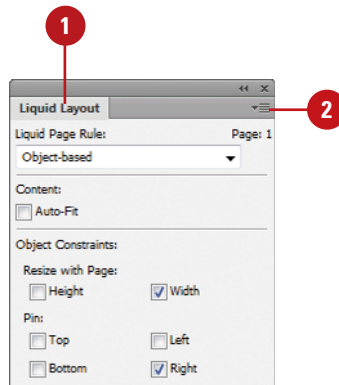 1
Liquid Layout
2
Liquid Page Rule: Page: 1
Object-based
Content:
Auto-Fit
Object Constraints:
Resize with Page:
Height Width
Pin:
Top Left
Bottom Right